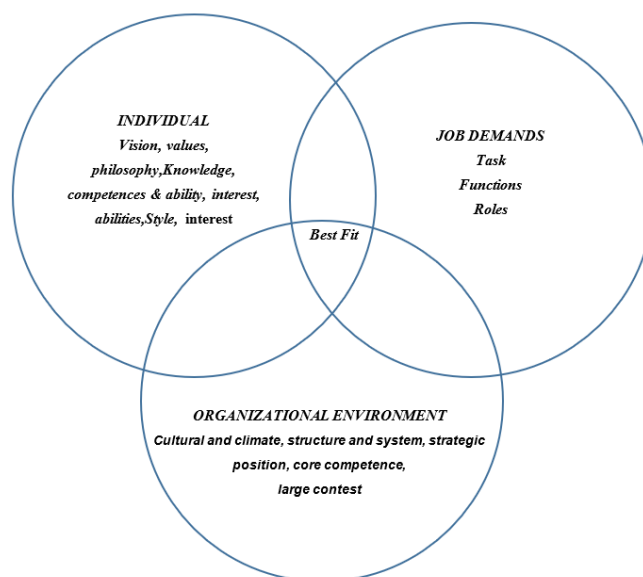 INDIVIDUAL
Vision, values,
philosophy,Knowledge,
competences & ability, interest,
abilities,Style, interest
JOB DEMANDS
Task
Functions
Roles
Best Fit
ORGANIZATIONAL ENVIRONMENT
Cultural and climate, structure and system, strategic
position, core competence,
large contest